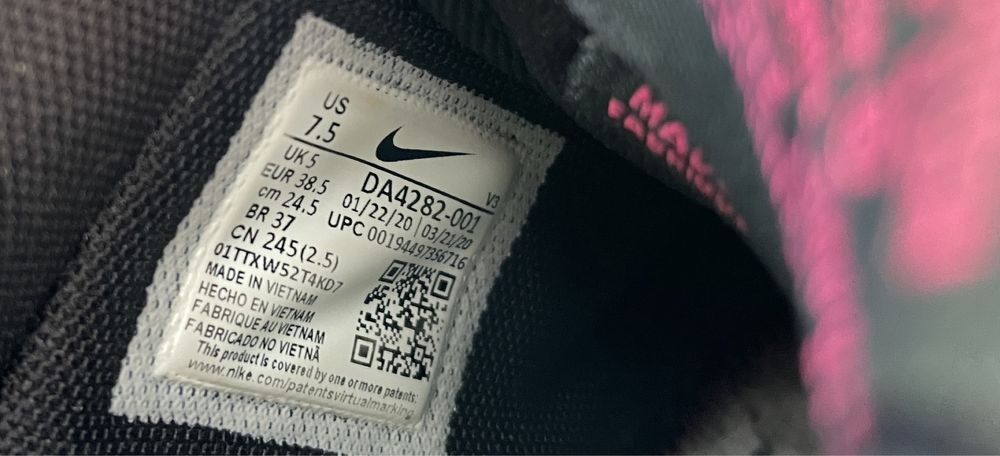 US
7.5
UK 5
EUR 38.5
cm 24.5
BR 37
CN 245(2.5)
V3
DA4282-001
01/22/20 | 03/21/20
UPC 00194497356716
01TTXW52T4KD7
MADE IN VIETNAM
HECHO EN VIETNAM
FABRIQUE AU VIETNAM
FABRICADO NO VIETNÃ
This product is covered by one or more patents:
www.nike.com/patentsvirtualmarking